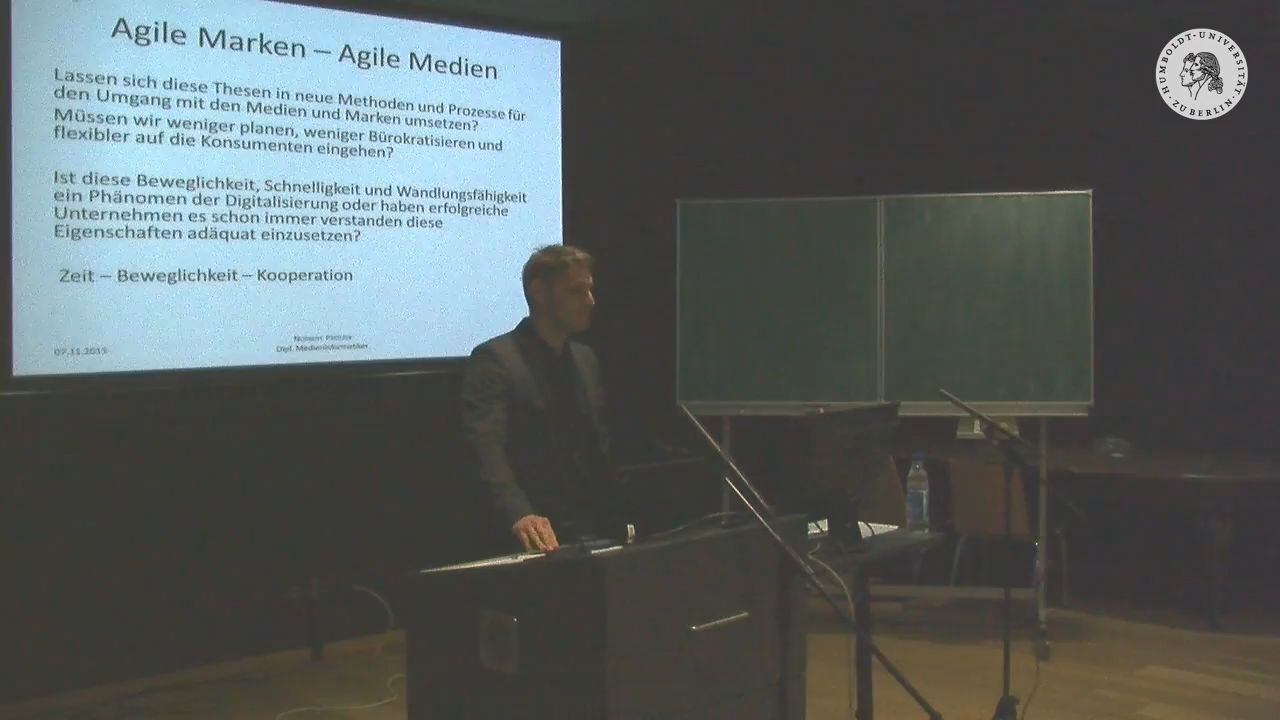 Agile Marken – Agile Medien
Lassen sich diese Thesen in neue Methoden und Prozesse für
den Umgang mit den Medien und Marken umsetzen?
Müssen wir weniger planen, weniger Bürokratisieren und
flexibler auf die Konsumenten eingehen?
Ist diese Beweglichkeit, Schnelligkeit und Wandlungsfähigkeit
ein Phänomen der Digitalisierung oder haben erfolgreiche
Unternehmen es schon immer verstanden diese
Eigenschaften adäquat einzusetzen?
Zeit – Beweglichkeit – Kooperation
Dipl. Medieninformatiker
HUMBOLDT-UNIVERSITÄT
ZU BERLIN